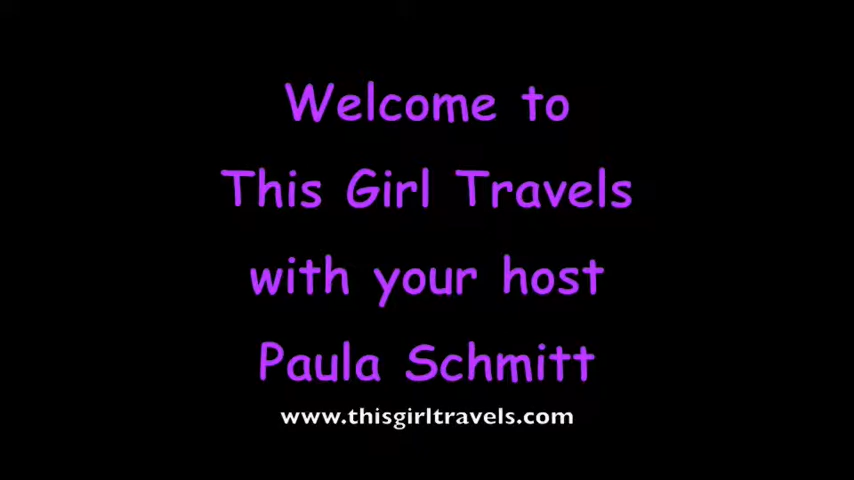 Welcome to
This Girl Travels
with your host
Paula Schmitt
www.thisgirltravels.com